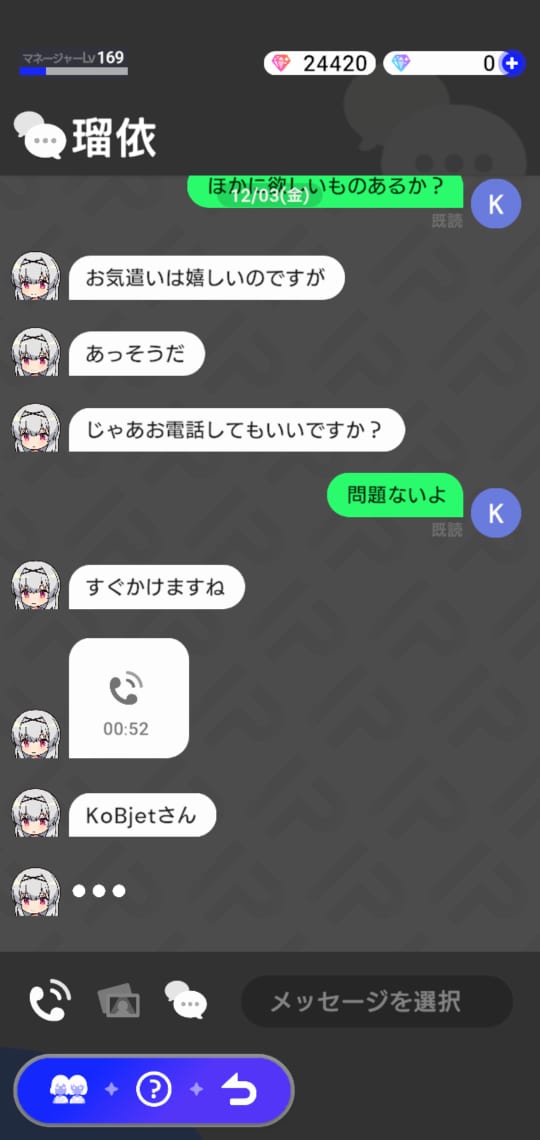 マネージャーLv 169
24420
0
瑠依
ほかに欲しいものあるか？
12/03(金)
K
既読
お気遣いは嬉しいのですが
あっそうだ
じゃあお電話してもいいですか？
問題ないよ
K
既読
すぐかけますね
00:52
KoBjetさん
メッセージを選択